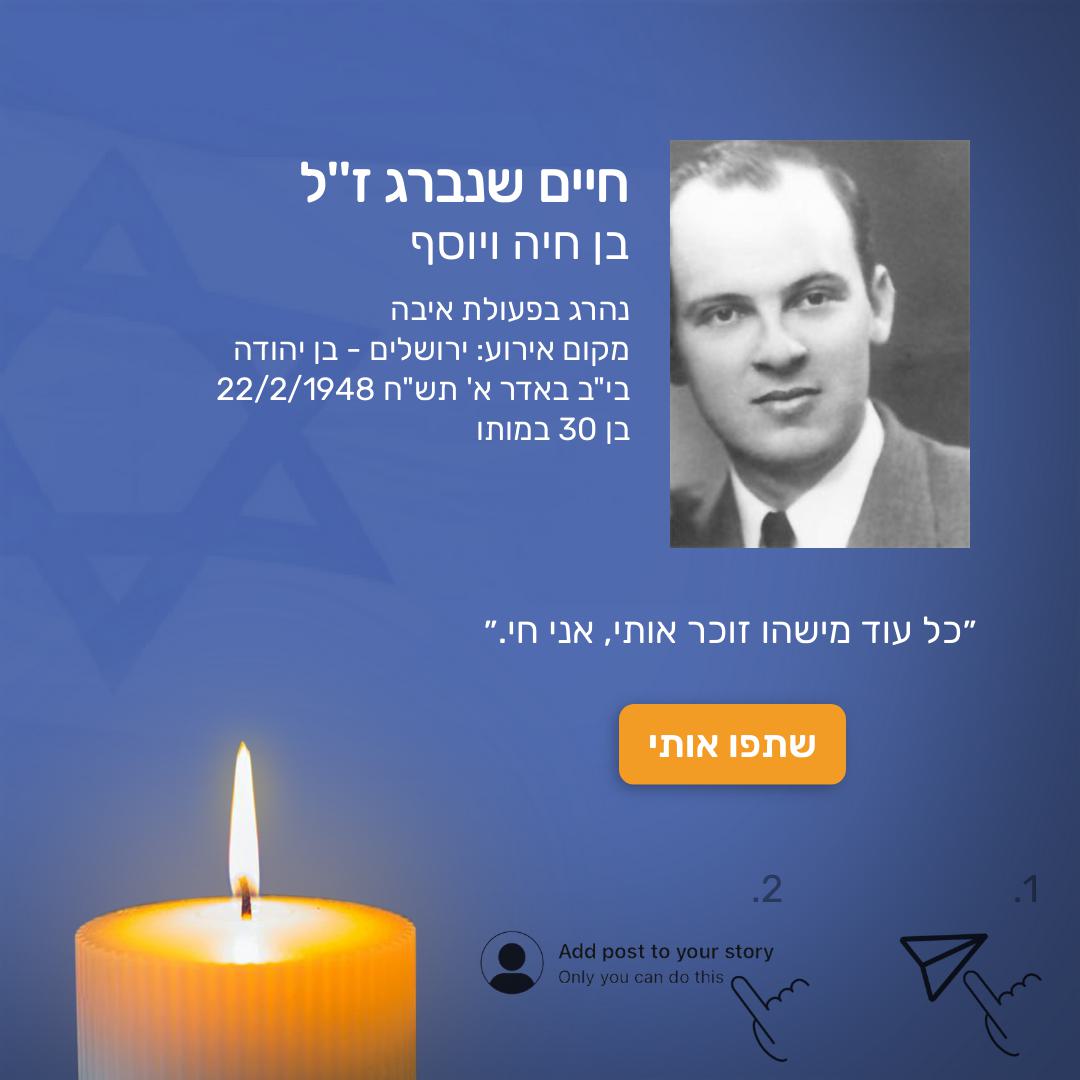 חיים שנברג ז"ל
בן חיה ויוסף
נהרג בפעולת איבה
מקום אירוע: ירושלים - בן יהודה
בי"ב באדר א' תש"ח 22/2/1948
בן 30 במותו
״כל עוד מישהו זוכר אותי, אני חי.״
שתפו אותי
.1
.2
Add post to your story
Only you can do this